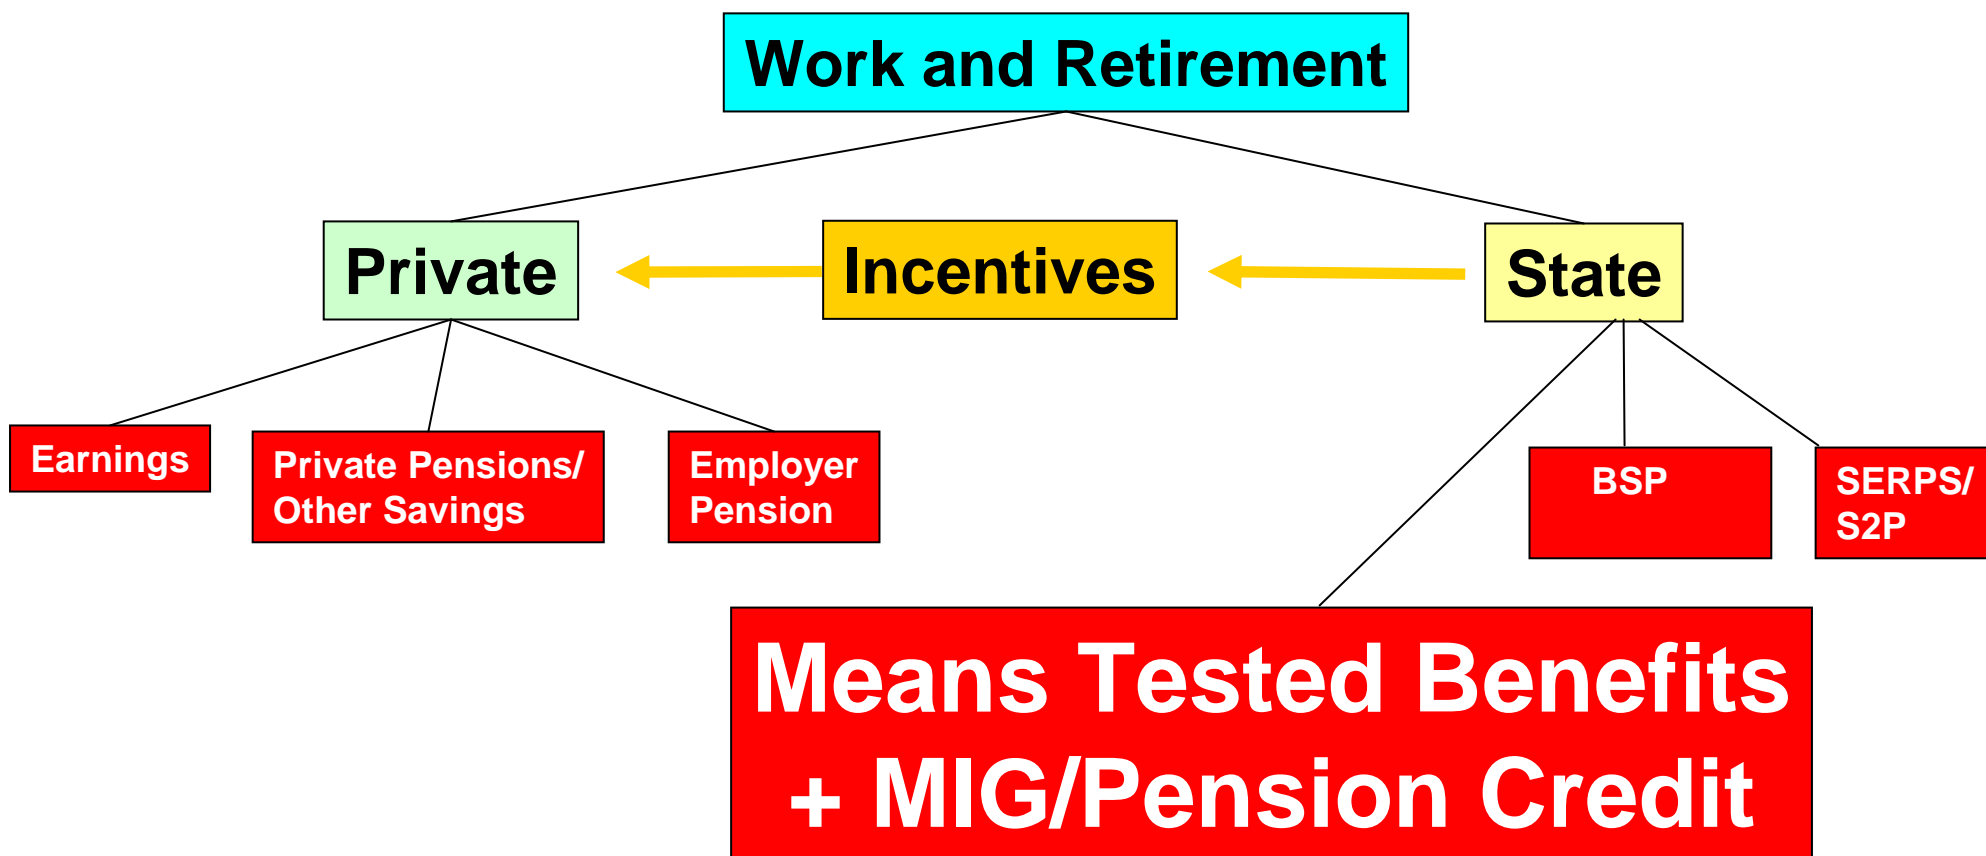 Work and Retirement
Private
Incentives
State
Earnings
Private Pensions/
Other Savings
Employer
Pension
BSP
SERPS/
S2P
Means Tested Benefits
+ MIG/Pension Credit